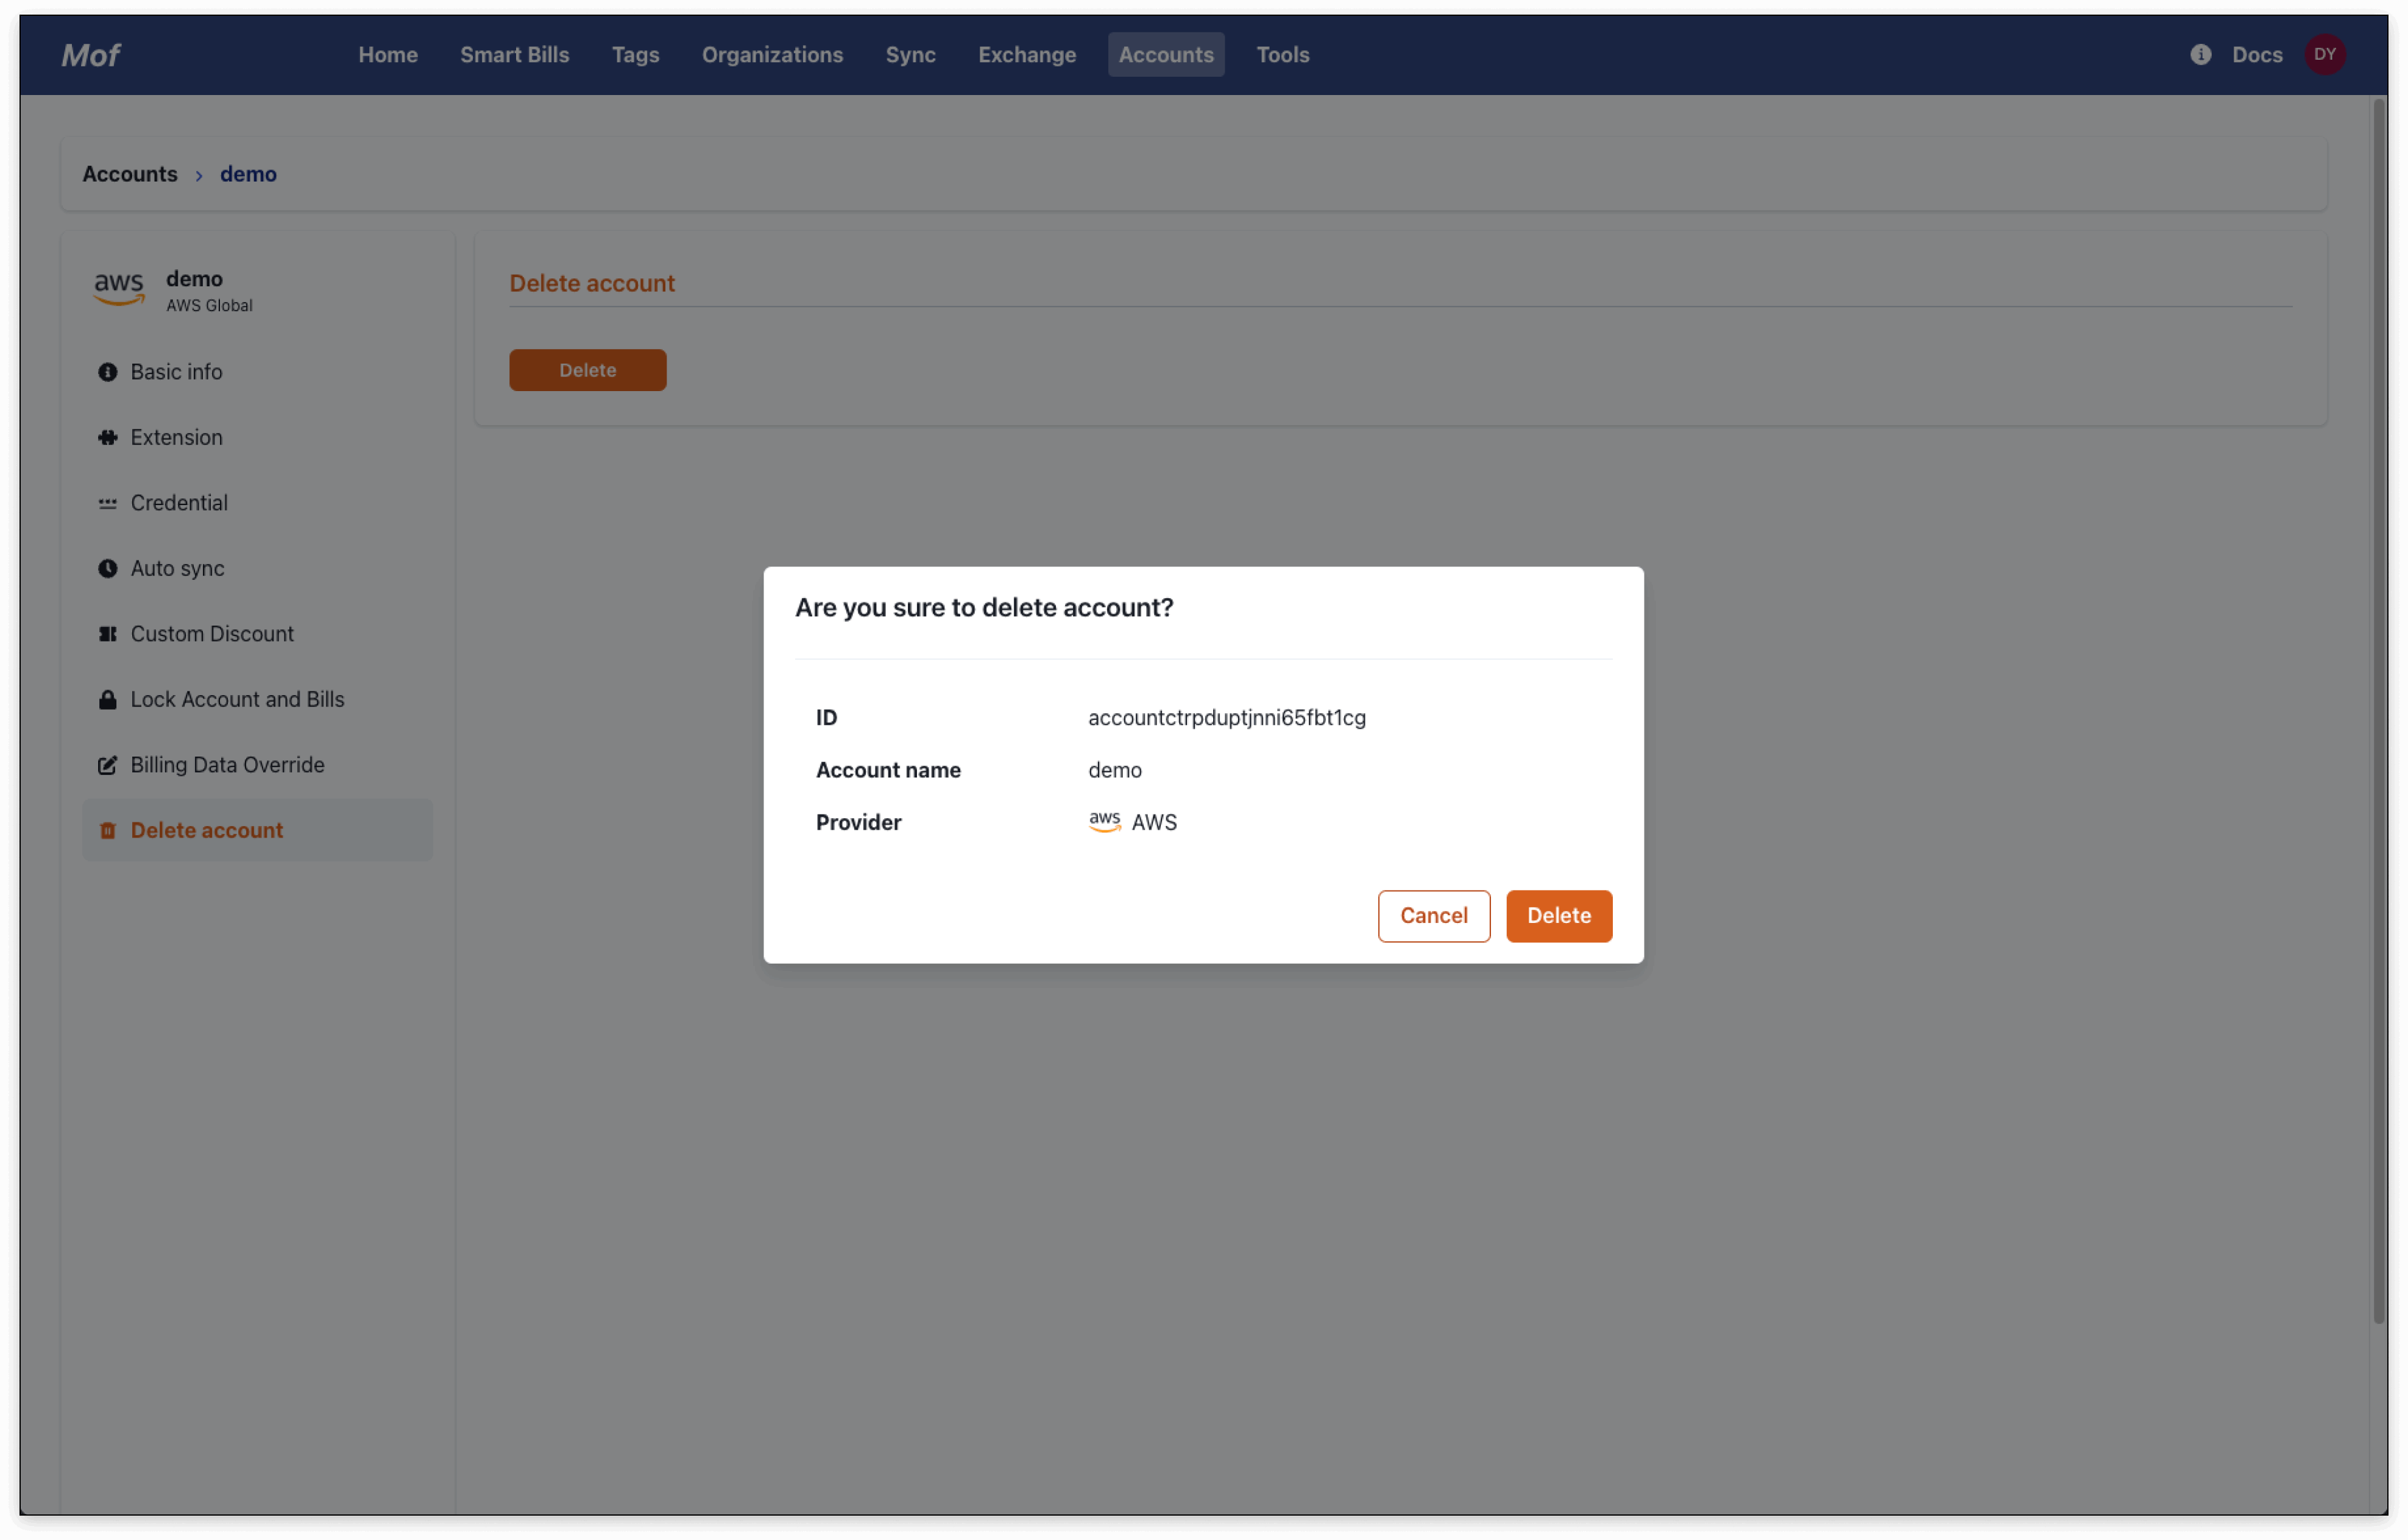 Mof Home Smart Bills Tags Organizations Sync Exchange Accounts Tools Docs DY
Accounts > demo
aws demo
AWS Global
Basic info
Extension
Credential
Auto sync
Custom Discount
Lock Account and Bills
Billing Data Override
Delete account
Delete account
Delete
Are you sure to delete account?
ID accountctrpduptjnni65fbt1cg
Account name demo
Provider aws AWS
Cancel Delete